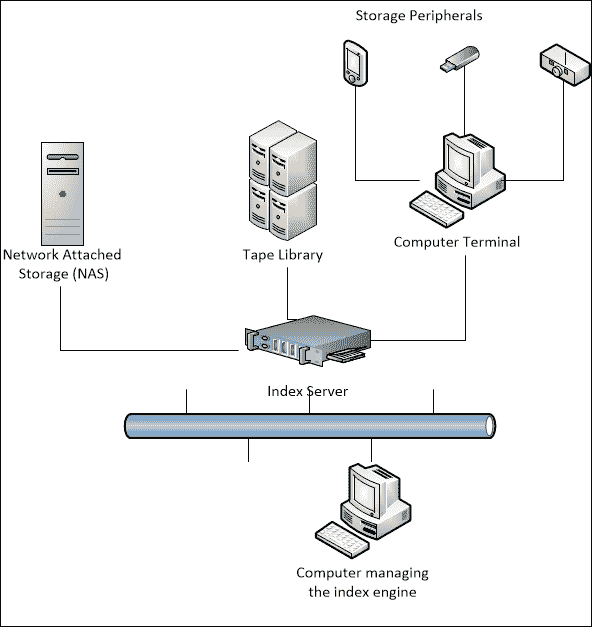 Storage Peripherals
Network Attached
Storage (NAS)
Tape Library
Computer Terminal
Index Server
Computer managing
the index engine